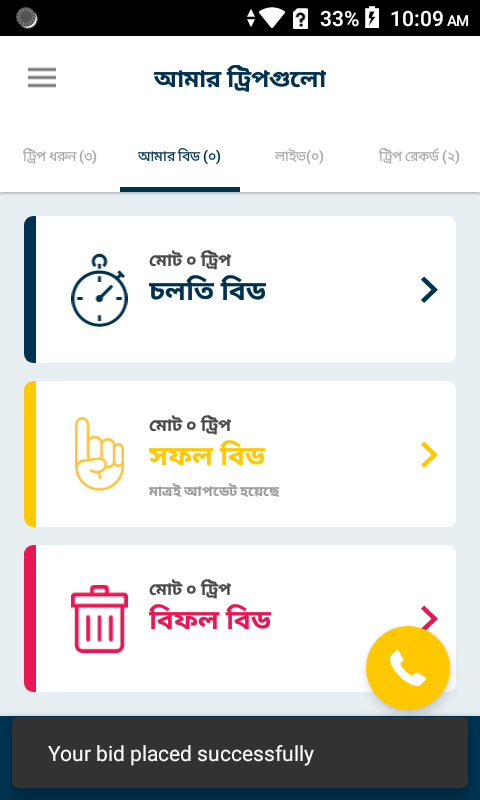 33% 10:09 AM
আমার ট্রিপগুলো
ট্রিপ ধরুন (৩) আমার বিড (০) লাইভ(০) ট্রিপ রেকর্ড (২)
মোট ০ ট্রিপ
চলতি বিড
মোট ০ ট্রিপ
সফল বিড
মাত্রই আপডেট হয়েছে
মোট ০ ট্রিপ
বিফল বিড
Your bid placed successfully